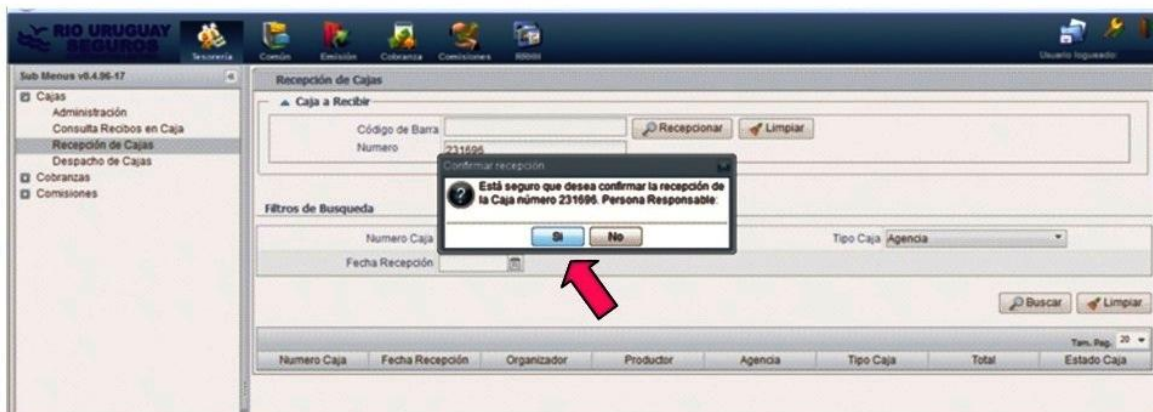 RIO URUGUAY
SEGUROS
Tesorería
Común
Emisión
Cobranza
Comisiones
Usuario logueado:
Sub Menus v0.4.96-17
Cajas
Administración
Consulta Recibos en Caja
Recepción de Cajas
Despacho de Cajas
Cobranzas
Comisiones
Recepción de Cajas
Caja a Recibir
Código de Barra
Recepcionar
Limpiar
Numero
231696
Confirmar recepción
Está seguro que desea confirmar la recepción de
la Caja número 231696. Persona Responsable:
Si
No
Filtros de Busqueda
Numero Caja
Tipo Caja
Agencia
Fecha Recepción
Buscar
Limpiar
Tam. Pag. 20
Numero Caja
Fecha Recepción
Organizador
Productor
Agencia
Tipo Caja
Total
Estado Caja